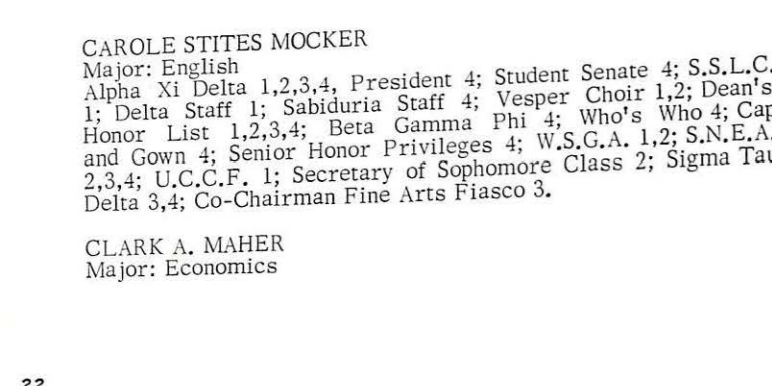 CAROLE STITES MOCKER
Major: English
Alpha Xi Delta 1,2,3,4, President 4; Student Senate 4; S.S.L.C.
1; Delta Staff 1; Sabiduria Staff 4; Vesper Choir 1,2; Dean's
Honor List 1,2,3,4; Beta Gamma Phi 4; Who's Who 4; Cap
and Gown 4; Senior Honor Privileges 4; W.S.G.A. 1,2; S.N.E.A.
2,3,4; U.C.C.F. 1; Secretary of Sophomore Class 2; Sigma Tau
Delta 3,4; Co-Chairman Fine Arts Fiasco 3.
CLARK A. MAHER
Major: Economics
22